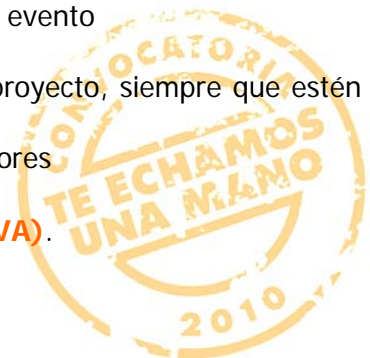 evento
proyecto, siempre que estén
ores
VA).
CONVOCATORIA
TE ECHAMOS
UNA MANO
2010